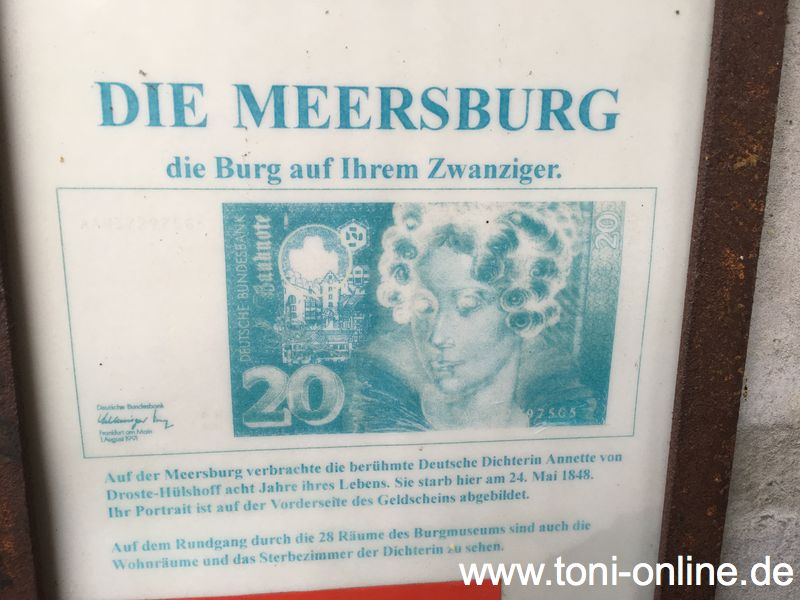 DIE MEERSBURG
die Burg auf Ihrem Zwanziger.
DEUTSCHE BUNDESBANK
Banknote
20
20
Deutsche Bundesbank
Frankfurt am Main
1. August 1991
Auf der Meersburg verbrachte die berühmte Deutsche Dichterin Annette von
Droste-Hülshoff acht Jahre ihres Lebens. Sie starb hier am 24. Mai 1848.
Ihr Portrait ist auf der Vorderseite des Geldscheins abgebildet.
Auf dem Rundgang durch die 28 Räume des Burgmuseums sind auch die
Wohnräume und das Sterbezimmer der Dichterin zu sehen.
www.toni-online.de